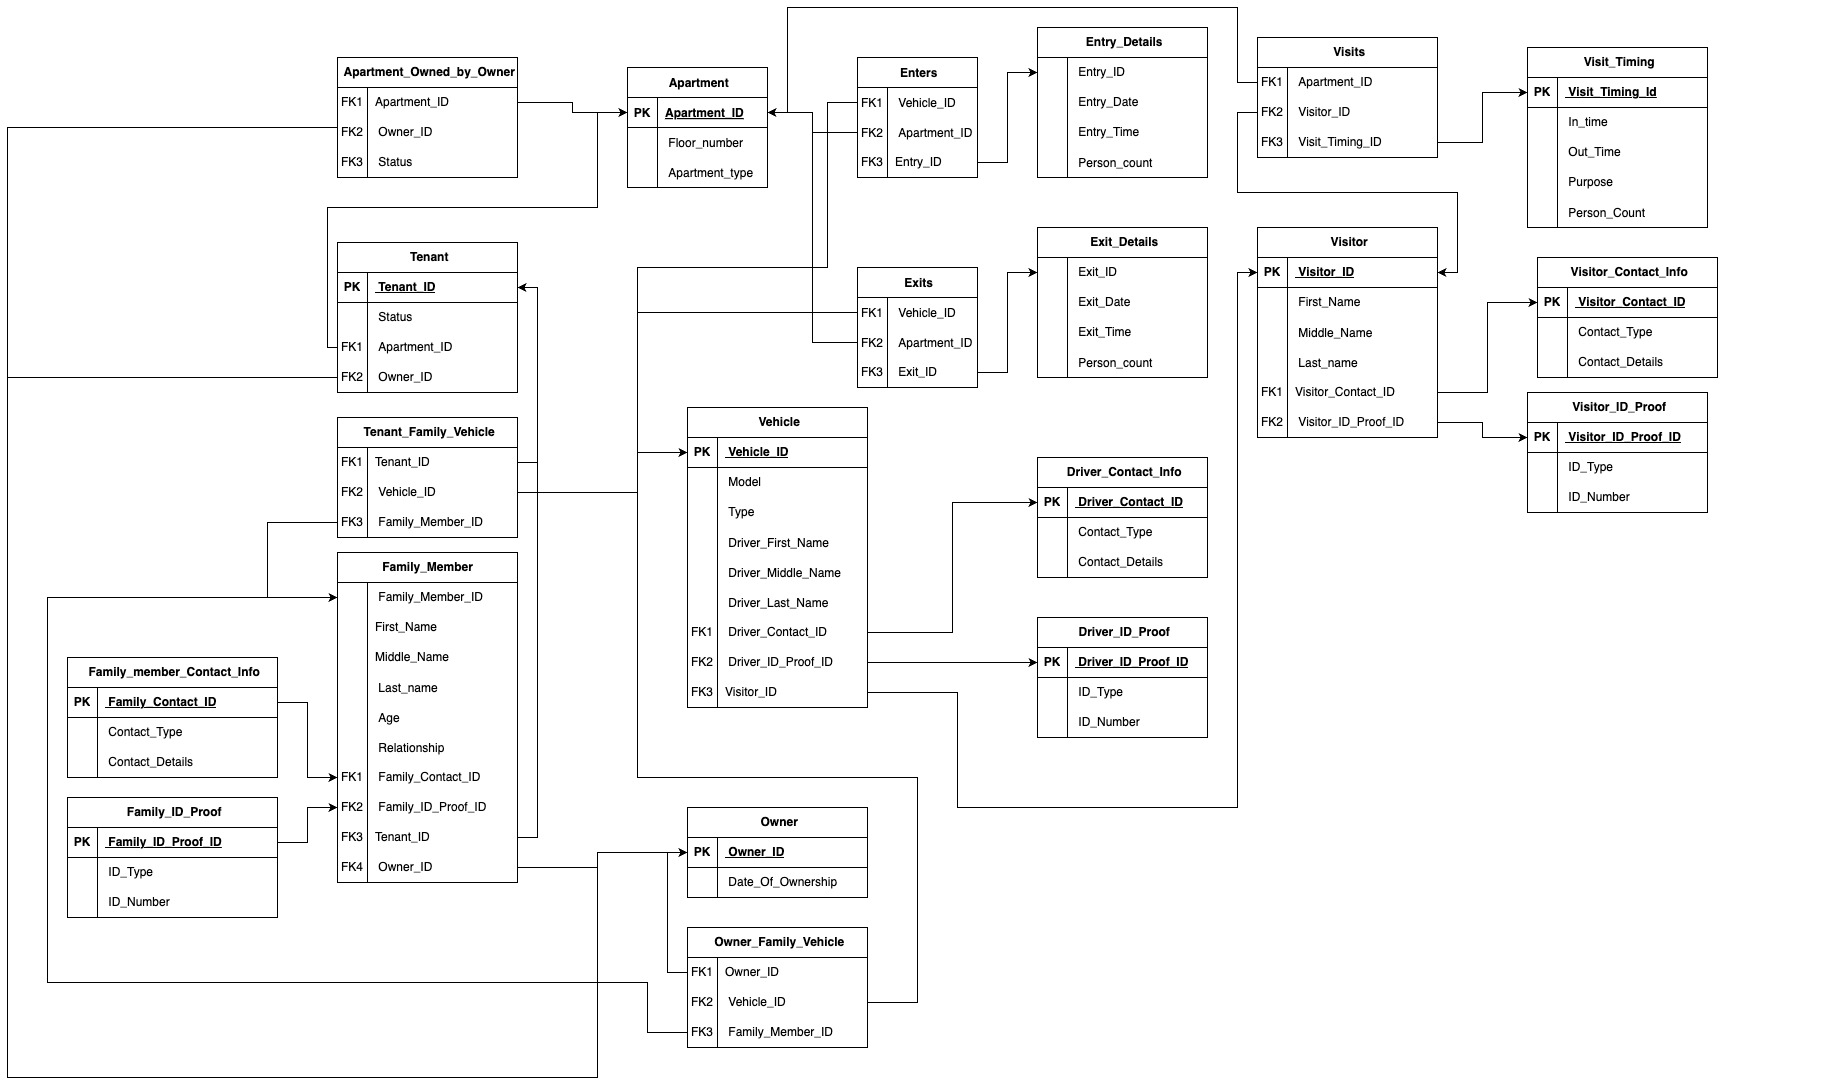 Apartment_Owned_by_Owner
FK1 Apartment_ID
FK2 Owner_ID
FK3 Status
Apartment
PK Apartment_ID
Floor_number
Apartment_type
Enters
FK1 Vehicle_ID
FK2 Apartment_ID
FK3 Entry_ID
Entry_Details
Entry_ID
Entry_Date
Entry_Time
Person_count
Visits
FK1 Apartment_ID
FK2 Visitor_ID
FK3 Visit_Timing_ID
Visit_Timing
PK Visit_Timing_Id
In_time
Out_Time
Purpose
Person_Count
Tenant
PK Tenant_ID
Status
FK1 Apartment_ID
FK2 Owner_ID
Exits
FK1 Vehicle_ID
FK2 Apartment_ID
FK3 Exit_ID
Exit_Details
Exit_ID
Exit_Date
Exit_Time
Person_count
Visitor
PK Visitor_ID
First_Name
Middle_Name
Last_name
FK1 Visitor_Contact_ID
FK2 Visitor_ID_Proof_ID
Visitor_Contact_Info
PK Visitor_Contact_ID
Contact_Type
Contact_Details
Visitor_ID_Proof
PK Visitor_ID_Proof_ID
ID_Type
ID_Number
Tenant_Family_Vehicle
FK1 Tenant_ID
FK2 Vehicle_ID
FK3 Family_Member_ID
Vehicle
PK Vehicle_ID
Model
Type
Driver_First_Name
Driver_Middle_Name
Driver_Last_Name
FK1 Driver_Contact_ID
FK2 Driver_ID_Proof_ID
FK3 Visitor_ID
Driver_Contact_Info
PK Driver_Contact_ID
Contact_Type
Contact_Details
Driver_ID_Proof
PK Driver_ID_Proof_ID
ID_Type
ID_Number
Family_Member
Family_Member_ID
First_Name
Middle_Name
Last_name
Age
Relationship
FK1 Family_Contact_ID
FK2 Family_ID_Proof_ID
FK3 Tenant_ID
FK4 Owner_ID
Family_member_Contact_Info
PK Family_Contact_ID
Contact_Type
Contact_Details
Family_ID_Proof
PK Family_ID_Proof_ID
ID_Type
ID_Number
Owner
PK Owner_ID
Date_Of_Ownership
Owner_Family_Vehicle
FK1 Owner_ID
FK2 Vehicle_ID
FK3 Family_Member_ID